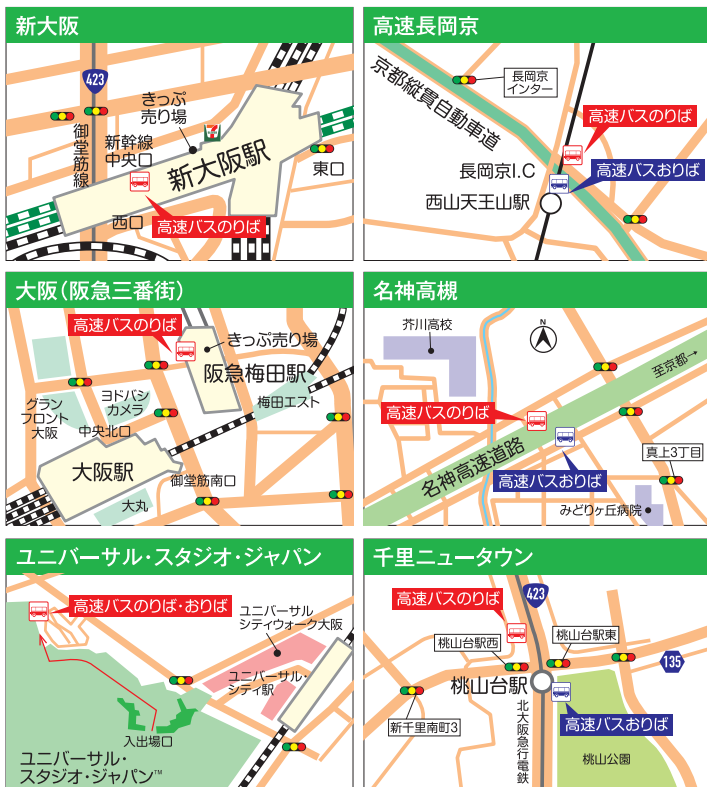 新大阪
423
きっぷ
売り場
7
御堂筋線
新幹線
中央口
新大阪駅
東口
西口
高速バスのりば
高速長岡京
京都縦貫自動車道
長岡京
インター
高速バスのりば
長岡京I.C
高速バスおりば
西山天王山駅
大阪(阪急三番街)
高速バスのりば
きっぷ売り場
阪急梅田駅
グラン
フロント
大阪
ヨドバシ
カメラ
梅田エスト
中央北口
大阪駅
御堂筋南口
大丸
名神高槻
芥川高校
N
至京都→
高速バスのりば
名神高速道路
高速バスおりば
真上3丁目
みどりヶ丘病院
ユニバーサル・スタジオ・ジャパン
高速バスのりば・おりば
ユニバーサル
シティウォーク大阪
ユニバーサル・
シティ駅
入出場口
ユニバーサル・
スタジオ・ジャパン™
千里ニュータウン
423
高速バスのりば
桃山台駅西
桃山台駅東
135
桃山台駅
新千里南町3
北大阪急行電鉄
高速バスおりば
桃山公園